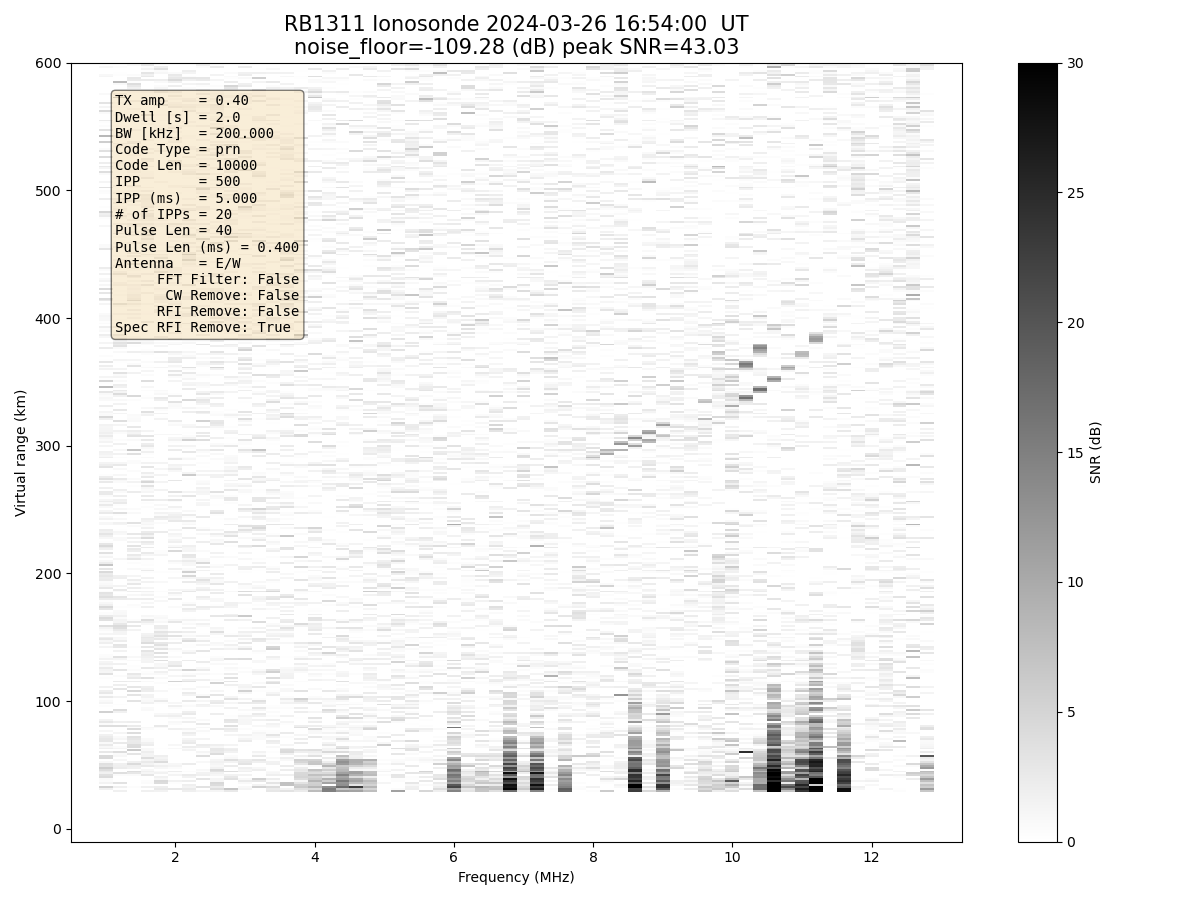 RB1311 Ionosonde 2024-03-26 16:54:00  UT
noise_floor=-109.28 (dB) peak SNR=43.03
600
500
400
300
200
100
0
Virtual range (km)
TX amp    = 0.40
Dwell [s] = 2.0
BW [kHz]  = 200.000
Code Type = prn
Code Len  = 10000
IPP       = 500
IPP (ms)  = 5.000
# of IPPs = 20
Pulse Len = 40
Pulse Len (ms) = 0.400
Antenna   = E/W
FFT Filter: False
CW Remove: False
RFI Remove: False
Spec RFI Remove: True
2 4 6 8 10 12
Frequency (MHz)
30
25
20
15
10
5
0
SNR (dB)